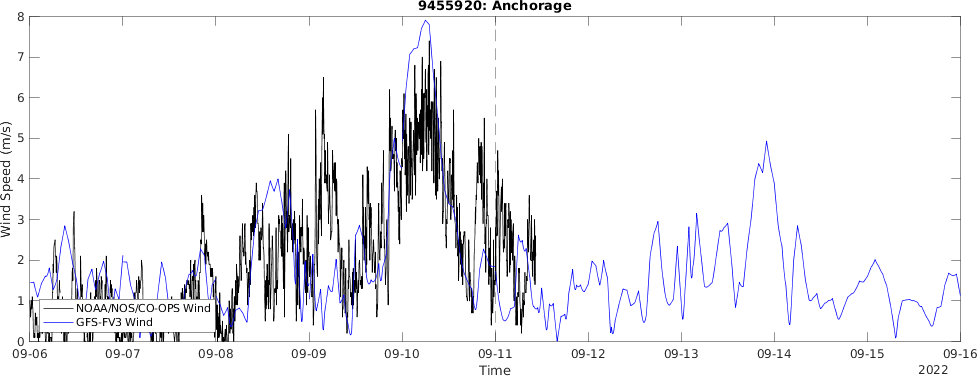 9455920: Anchorage
8
7
6
5
4
3
2
1
0
Wind Speed (m/s)
NOAA/NOS/CO-OPS Wind
GFS-FV3 Wind
09-06 09-07 09-08 09-09 09-10 09-11 09-12 09-13 09-14 09-15 09-16
Time
2022